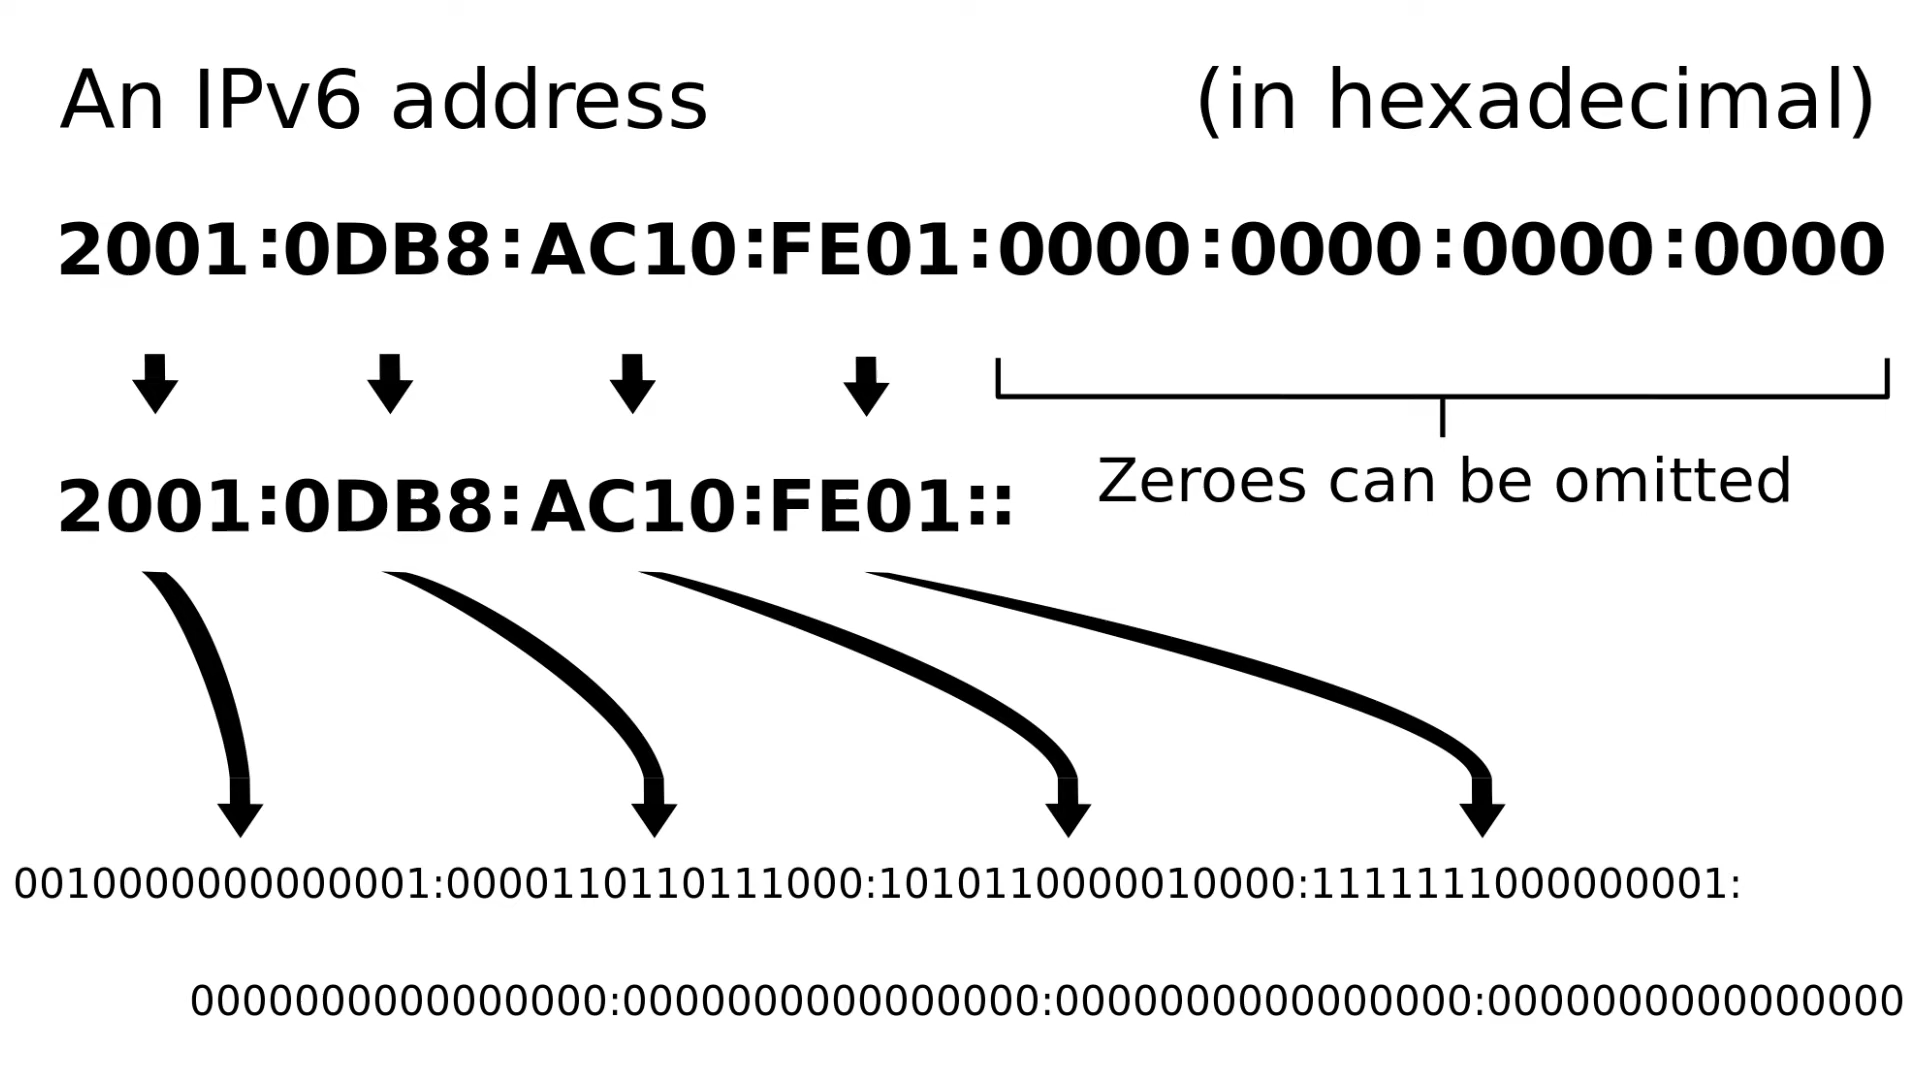 An IPv6 address (in hexadecimal)
2001:0DB8:AC10:FE01:0000:0000:0000:0000
2001:0DB8:AC10:FE01::
Zeroes can be omitted
0010000000000001:0000110110111000:1010110000010000:1111111000000001:
0000000000000000:0000000000000000:0000000000000000:0000000000000000